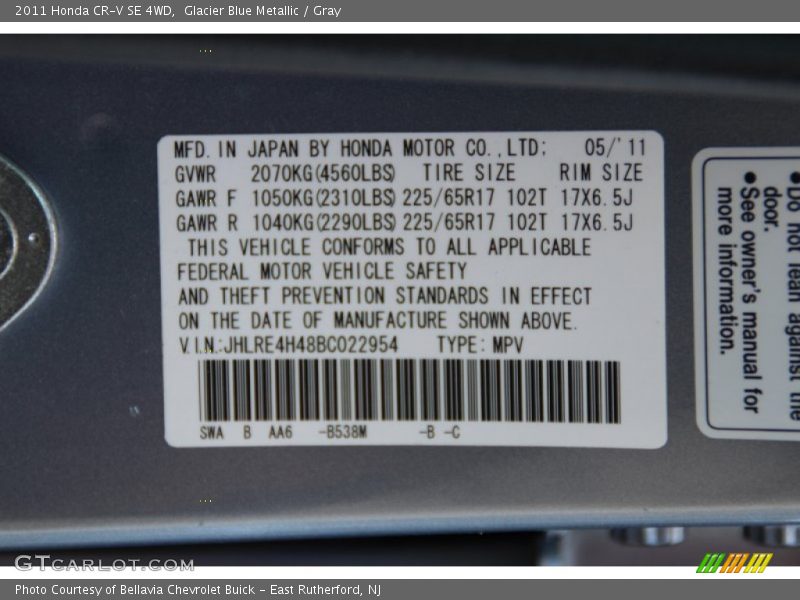 2011 Honda CR-V SE 4WD,  Glacier Blue Metallic / Gray
MFD. IN JAPAN BY HONDA MOTOR CO.,LTD: 05/'11
GVWR 2070KG(4560LBS) TIRE SIZE RIM SIZE
GAWR F 1050KG(2310LBS) 225/65R17 102T 17X6.5J
GAWR R 1040KG(2290LBS) 225/65R17 102T 17X6.5J
THIS VEHICLE CONFORMS TO ALL APPLICABLE
FEDERAL MOTOR VEHICLE SAFETY
AND THEFT PREVENTION STANDARDS IN EFFECT
ON THE DATE OF MANUFACTURE SHOWN ABOVE.
V.I.N.:JHLRE4H48BC022954 TYPE: MPV
SWA B AA6 -B538M -B -C
●Do not lean against the
door.
●See owner's manual for
more information.
GTCARLOT.COM
Photo Courtesy of Bellavia Chevrolet Buick - East Rutherford, NJ